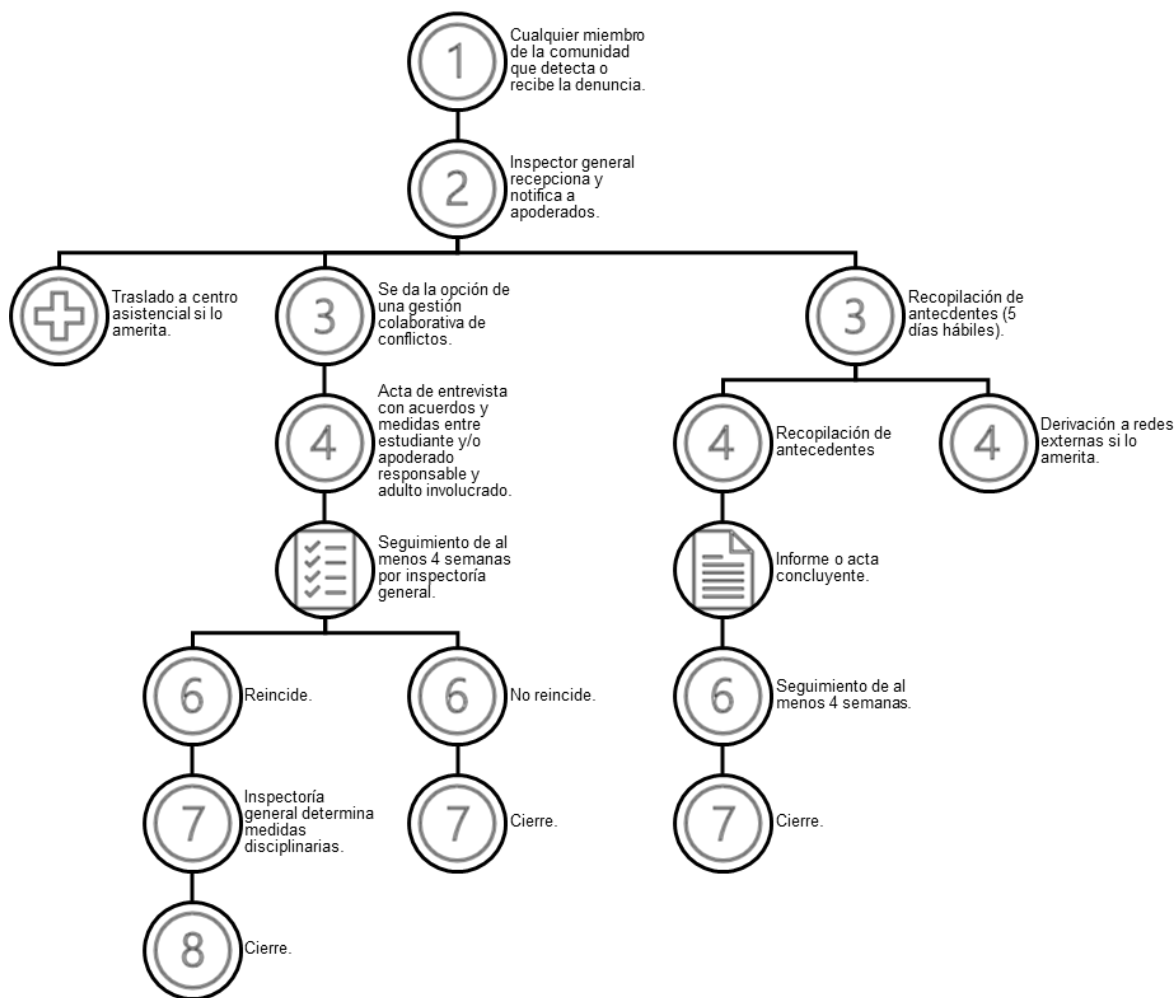 1
Cualquier miembro
de la comunidad
que detecta o
recibe la denuncia.
2
Inspector general
recepciona y
notifica a
apoderados.
Traslado a centro
asistencial si lo
amerita.
3
Se da la opción de
una gestión
colaborativa de
conflictos.
3
Recopilación de
antecdentes (5
días hábiles).
4
Acta de entrevista
con acuerdos y
medidas entre
estudiante y/o
apoderado
responsable y
adulto involucrado.
4
Recopilación de
antecedentes
4
Derivación a redes
externas si lo
amerita.
Seguimiento de al
menos 4 semanas
por inspectoría
general.
Informe o acta
concluyente.
6
Reincide.
6
No reincide.
6
Seguimiento de al
menos 4 semanas.
7
Inspectoría
general determina
medidas
disciplinarias.
7
Cierre.
7
Cierre.
8
Cierre.